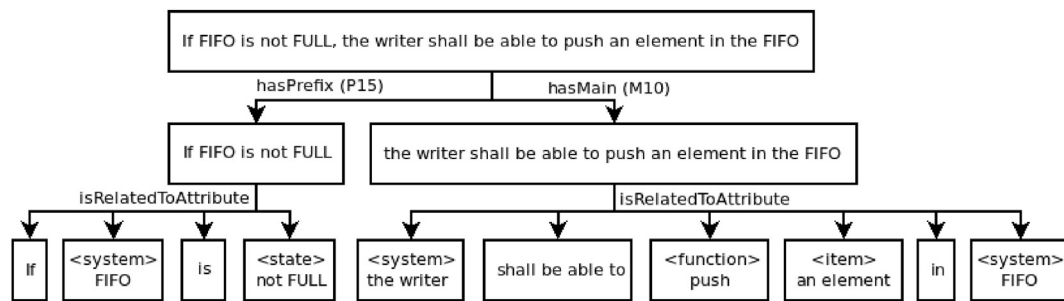 If FIFO is not FULL, the writer shall be able to push an element in the FIFO
hasPrefix (P15)
hasMain (M10)
If FIFO is not FULL
the writer shall be able to push an element in the FIFO
isRelatedToAttribute
isRelatedToAttribute
If
<system>
FIFO
is
<state>
not FULL
<system>
the writer
shall be able to
<function>
push
<item>
an element
in
<system>
FIFO